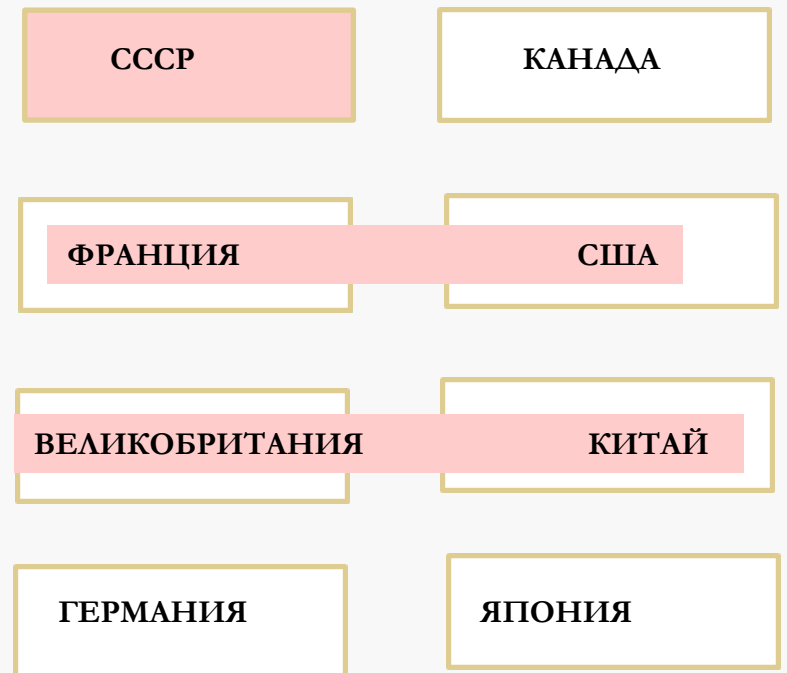 СССР КАНАДА
ФРАНЦИЯ США
ВЕЛИКОБРИТАНИЯ КИТАЙ
ГЕРМАНИЯ ЯПОНИЯ